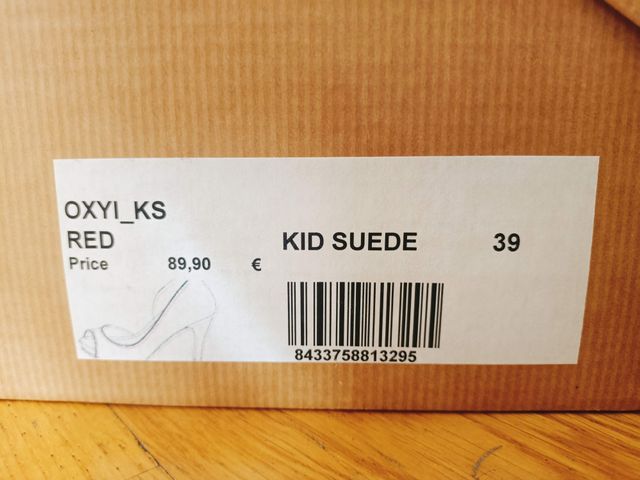 OXYI_KS
RED
KID SUEDE 39
Price 89,90 €
8433758813295